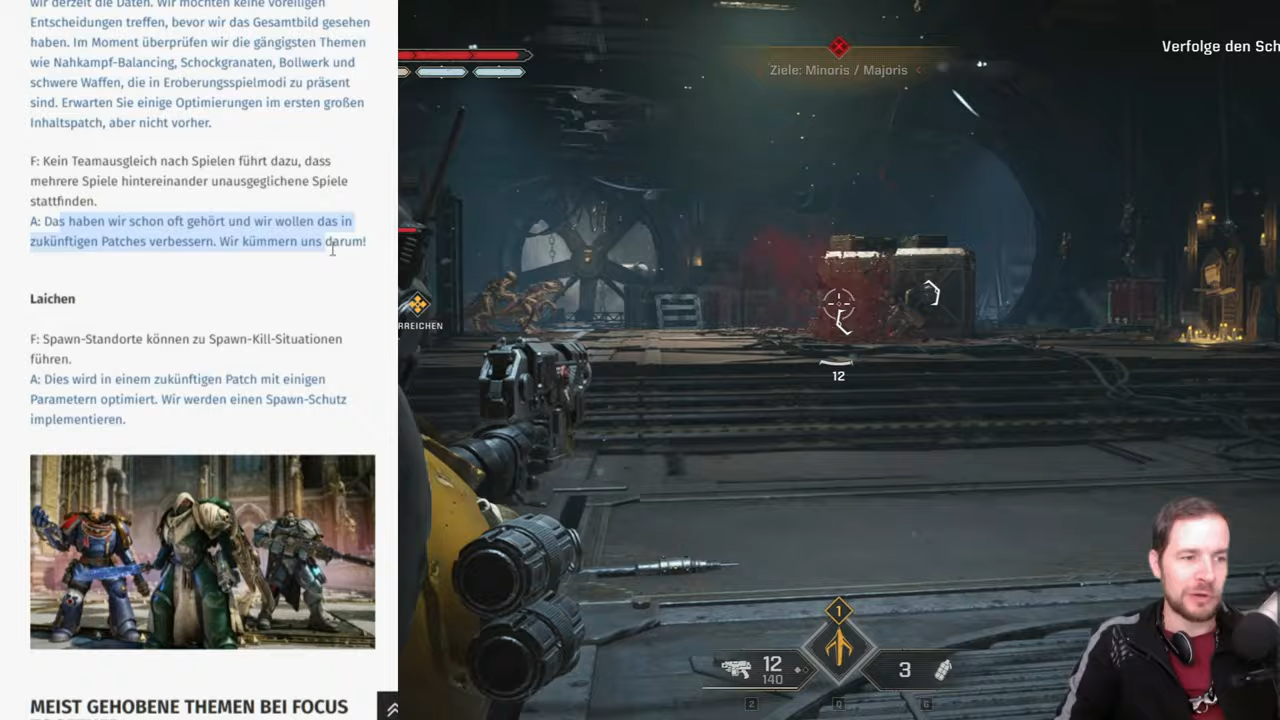 wir derzeit die Daten. Wir möchten keine voreiligen
Entscheidungen treffen, bevor wir das Gesamtbild gesehen
haben. Im Moment überprüfen wir die gängigsten Themen
wie Nahkampf-Balancing, Schockgranaten, Bollwerk und
schwere Waffen, die in Eroberungsspielmodi zu präsent
sind. Erwarten Sie einige Optimierungen im ersten großen
Inhaltspatch, aber nicht vorher.
F: Kein Teamausgleich nach Spielen führt dazu, dass
mehrere Spiele hintereinander unausgeglichene Spiele
stattfinden.
A: Das haben wir schon oft gehört und wir wollen das in
zukünftigen Patches verbessern. Wir kümmern uns darum!
Laichen
F: Spawn-Standorte können zu Spawn-Kill-Situationen
führen.
A: Dies wird in einem zukünftigen Patch mit einigen
Parametern optimiert. Wir werden einen Spawn-Schutz
implementieren.
MEIST GEHOBENE THEMEN BEI FOCUS
Ziele: Minoris / Majoris
Verfolge den Sch
RREICHEN
12
1
12
140
3
2
Q
G